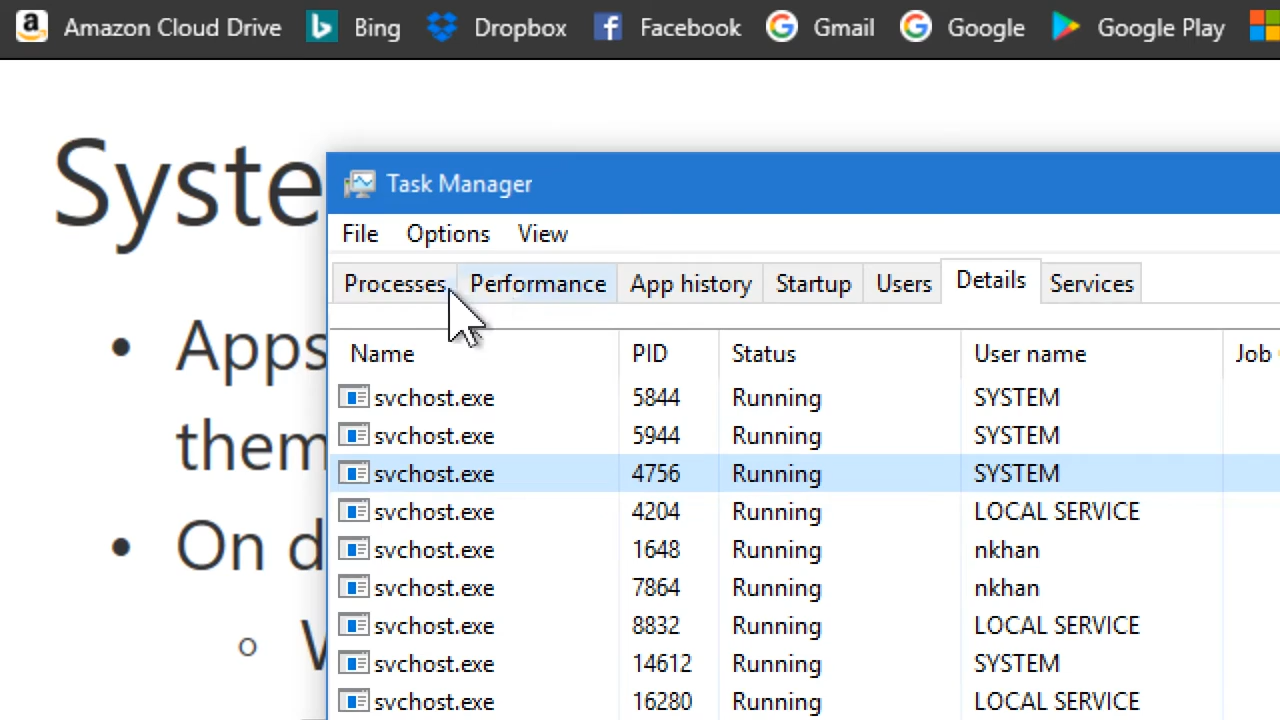 Amazon Cloud Drive Bing Dropbox Facebook Gmail Google Google Play
Syste
Apps
them
On d
Task Manager
File Options View
Processes Performance App history Startup Users Details Services
Name PID Status User name Job
svchost.exe 5844 Running SYSTEM
svchost.exe 5944 Running SYSTEM
svchost.exe 4756 Running SYSTEM
svchost.exe 4204 Running LOCAL SERVICE
svchost.exe 1648 Running nkhan
svchost.exe 7864 Running nkhan
svchost.exe 8832 Running LOCAL SERVICE
svchost.exe 14612 Running SYSTEM
svchost.exe 16280 Running LOCAL SERVICE